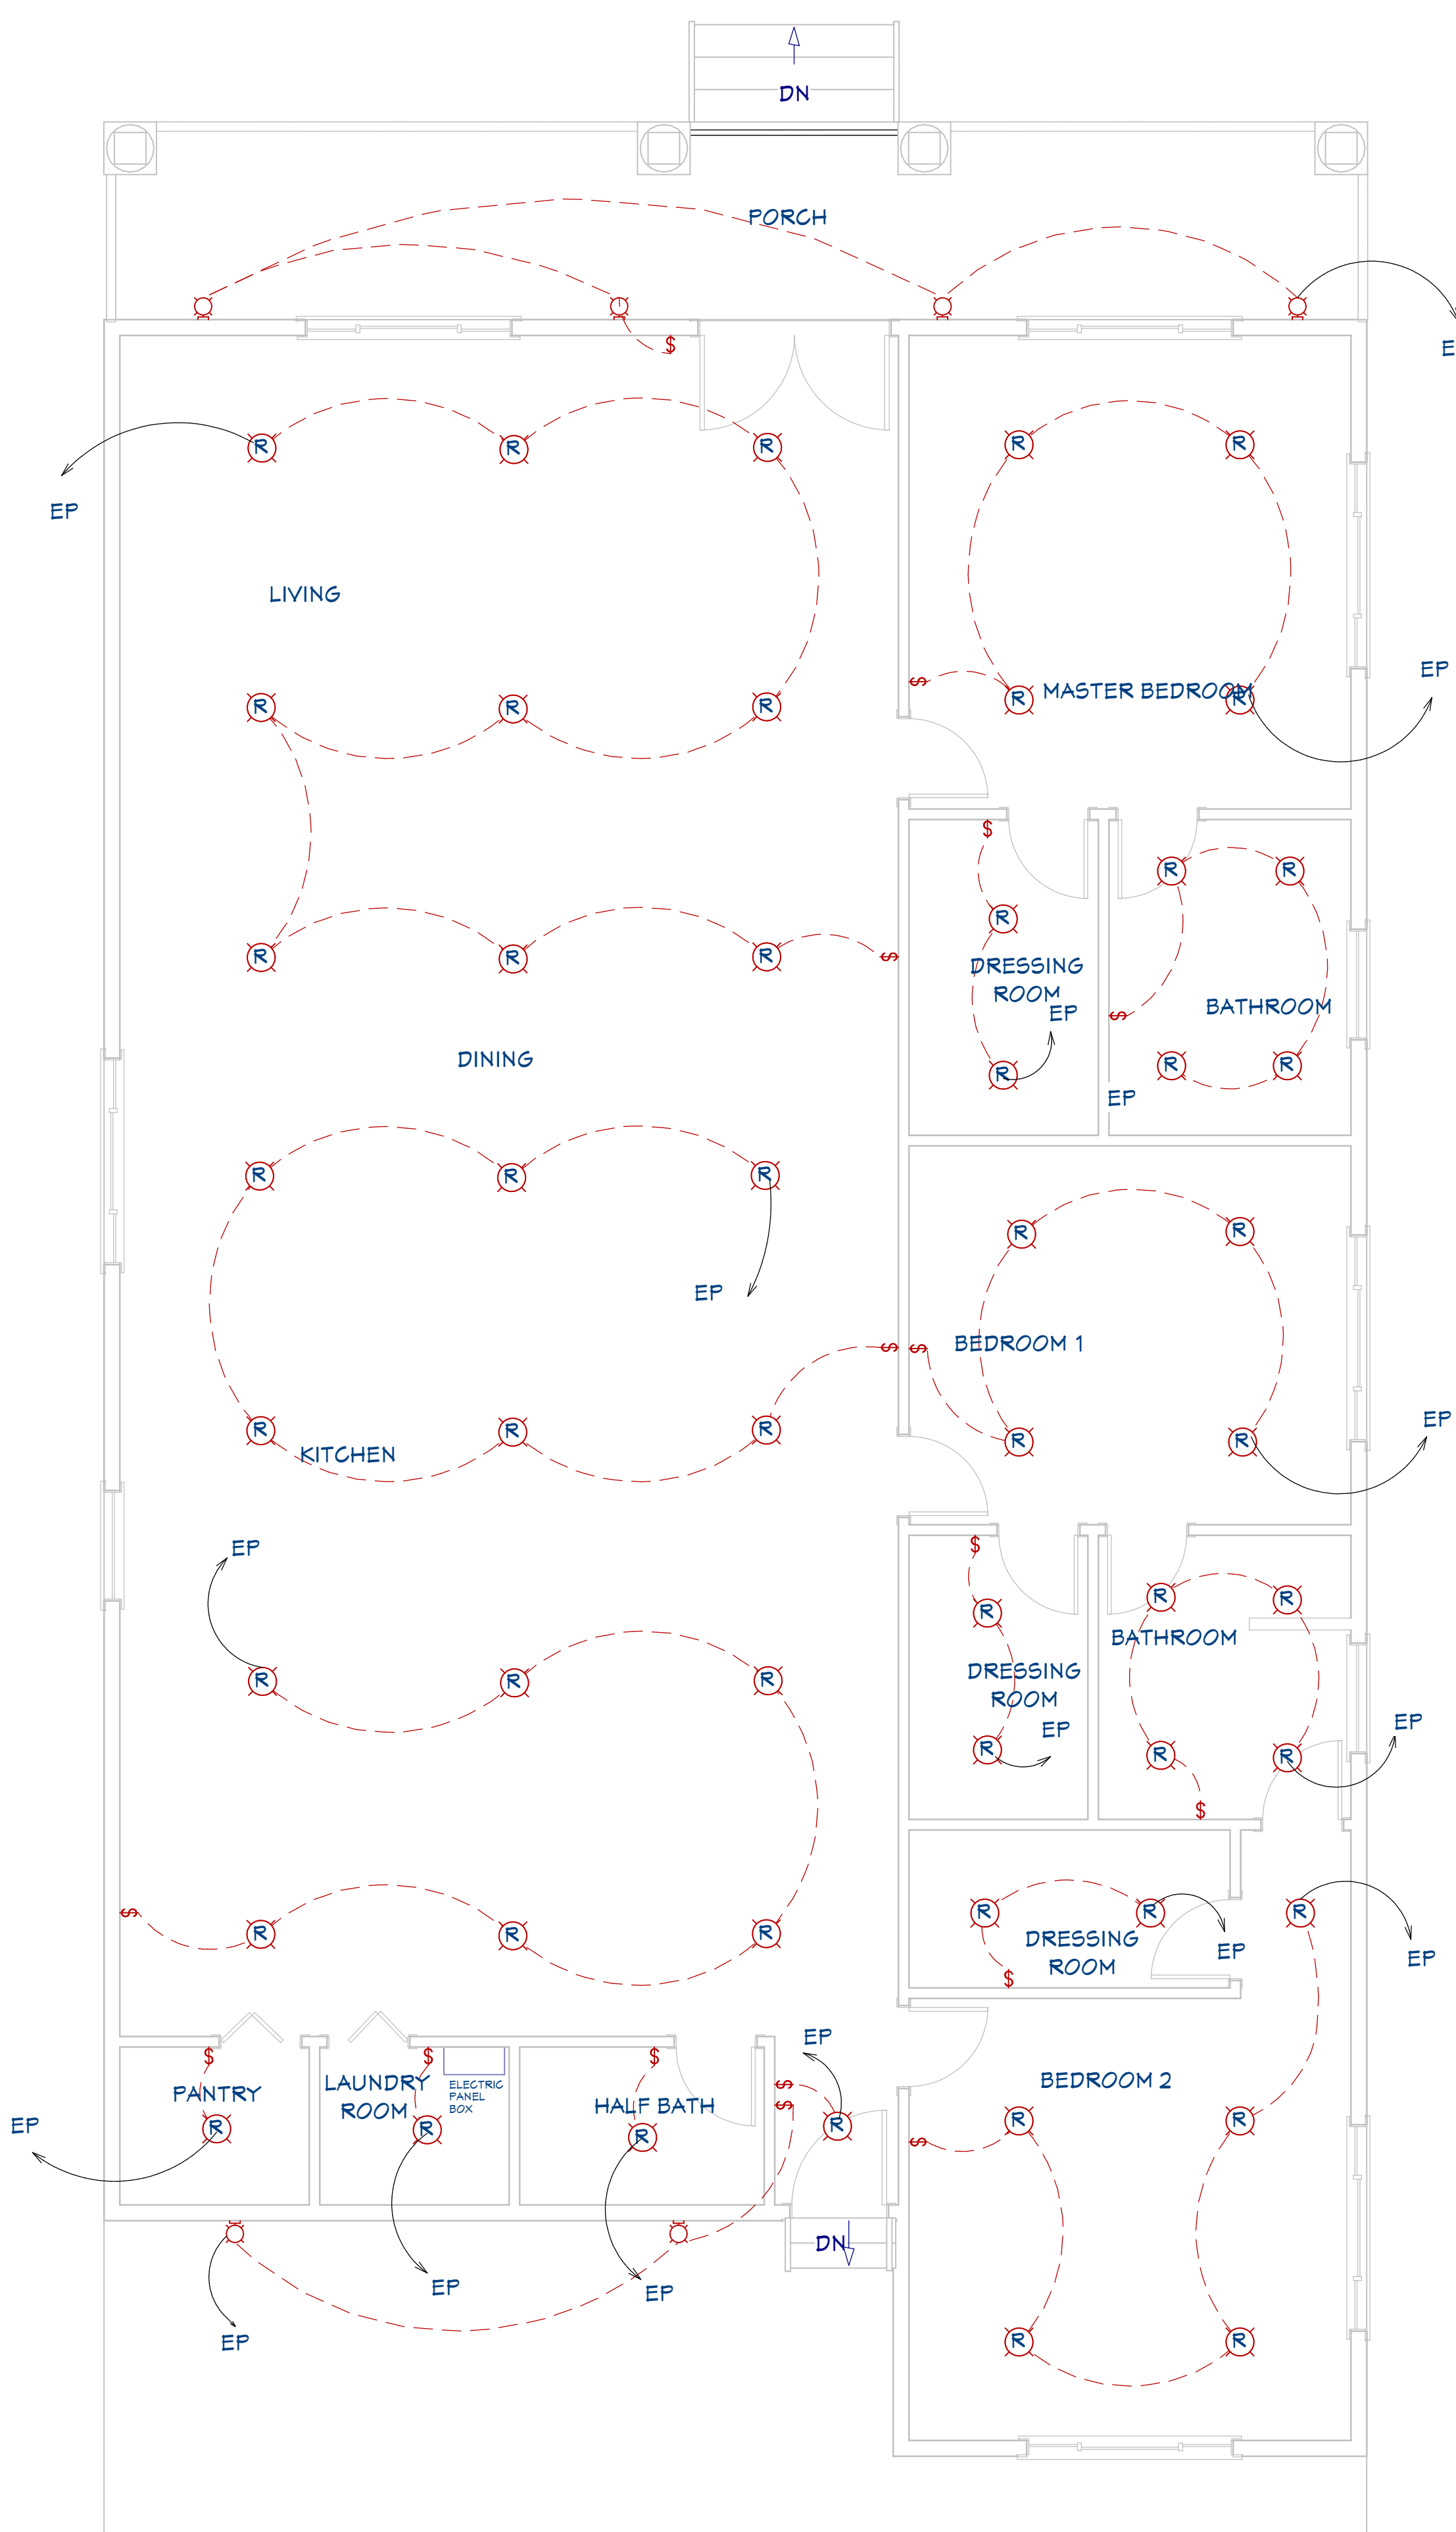 DN
PORCH
$
E
R
R
R
R
R
EP
LIVING
EP
$
MASTER BEDROOM
R
R
R
R
R
$
R
R
R
R
R
R
$
DRESSING
ROOM
EP
$
BATHROOM
DINING
R
R
R
EP
R
R
R
R
R
EP
$
$
BEDROOM 1
EP
R
R
R
R
R
KITCHEN
EP
$
R
R
R
BATHROOM
R
R
R
DRESSING
ROOM
EP
EP
R
R
R
$
$
R
R
R
R
R
R
DRESSING
ROOM
EP
EP
$
EP
$
$
$
PANTRY
LAUNDRY
ROOM
ELECTRIC
PANEL
BOX
HALF BATH
$
$
BEDROOM 2
EP
R
R
R
R
R
R
$
DN
EP
EP
EP
R
R